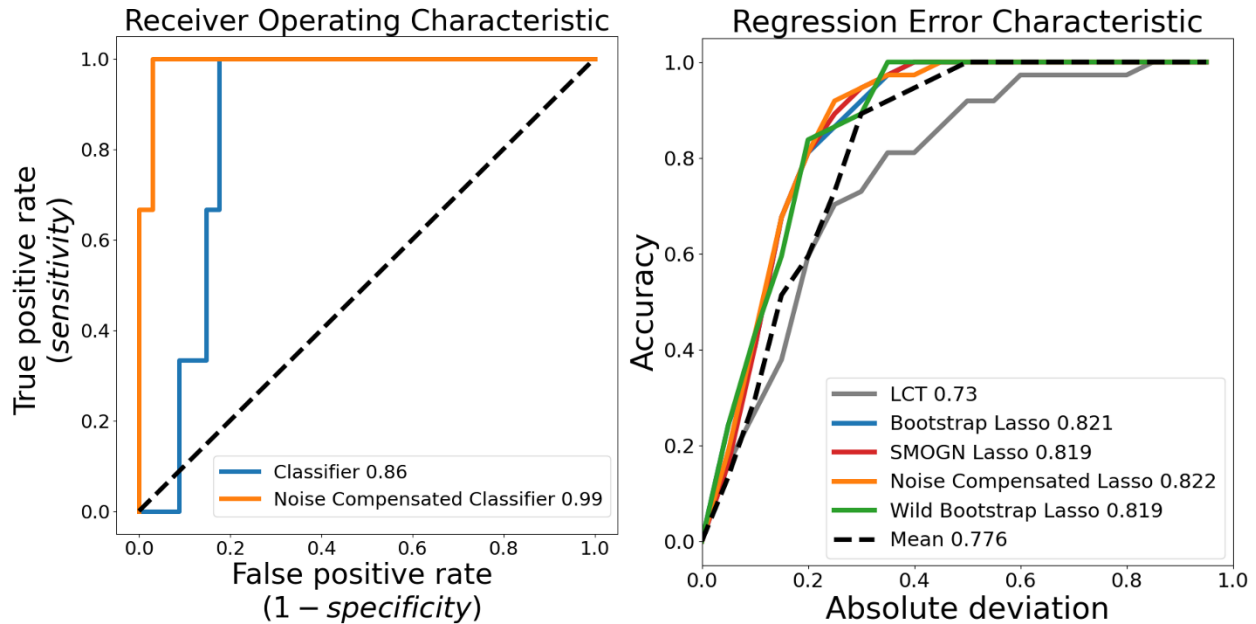 Receiver Operating Characteristic
True positive rate
(sensitivity)
1.0
0.8
0.6
0.4
0.2
0.0
Classifier 0.86
Noise Compensated Classifier 0.99
0.0 0.2 0.4 0.6 0.8 1.0
False positive rate
(1 − specificity)
Regression Error Characteristic
Accuracy
1.0
0.8
0.6
0.4
0.2
0.0
LCT 0.73
Bootstrap Lasso 0.821
SMOGN Lasso 0.819
Noise Compensated Lasso 0.822
Wild Bootstrap Lasso 0.819
Mean 0.776
0.0 0.2 0.4 0.6 0.8 1.0
Absolute deviation